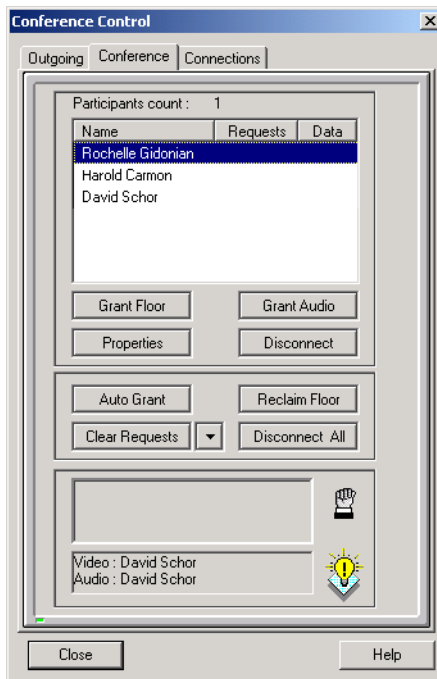 Conference Control
Outgoing Conference Connections
Participants count : 1
Name Requests Data
Rochelle Gidonian
Harold Carmon
David Schor
Grant Floor Grant Audio
Properties Disconnect
Auto Grant Reclaim Floor
Clear Requests Disconnect All
Video : David Schor
Audio : David Schor
Close Help